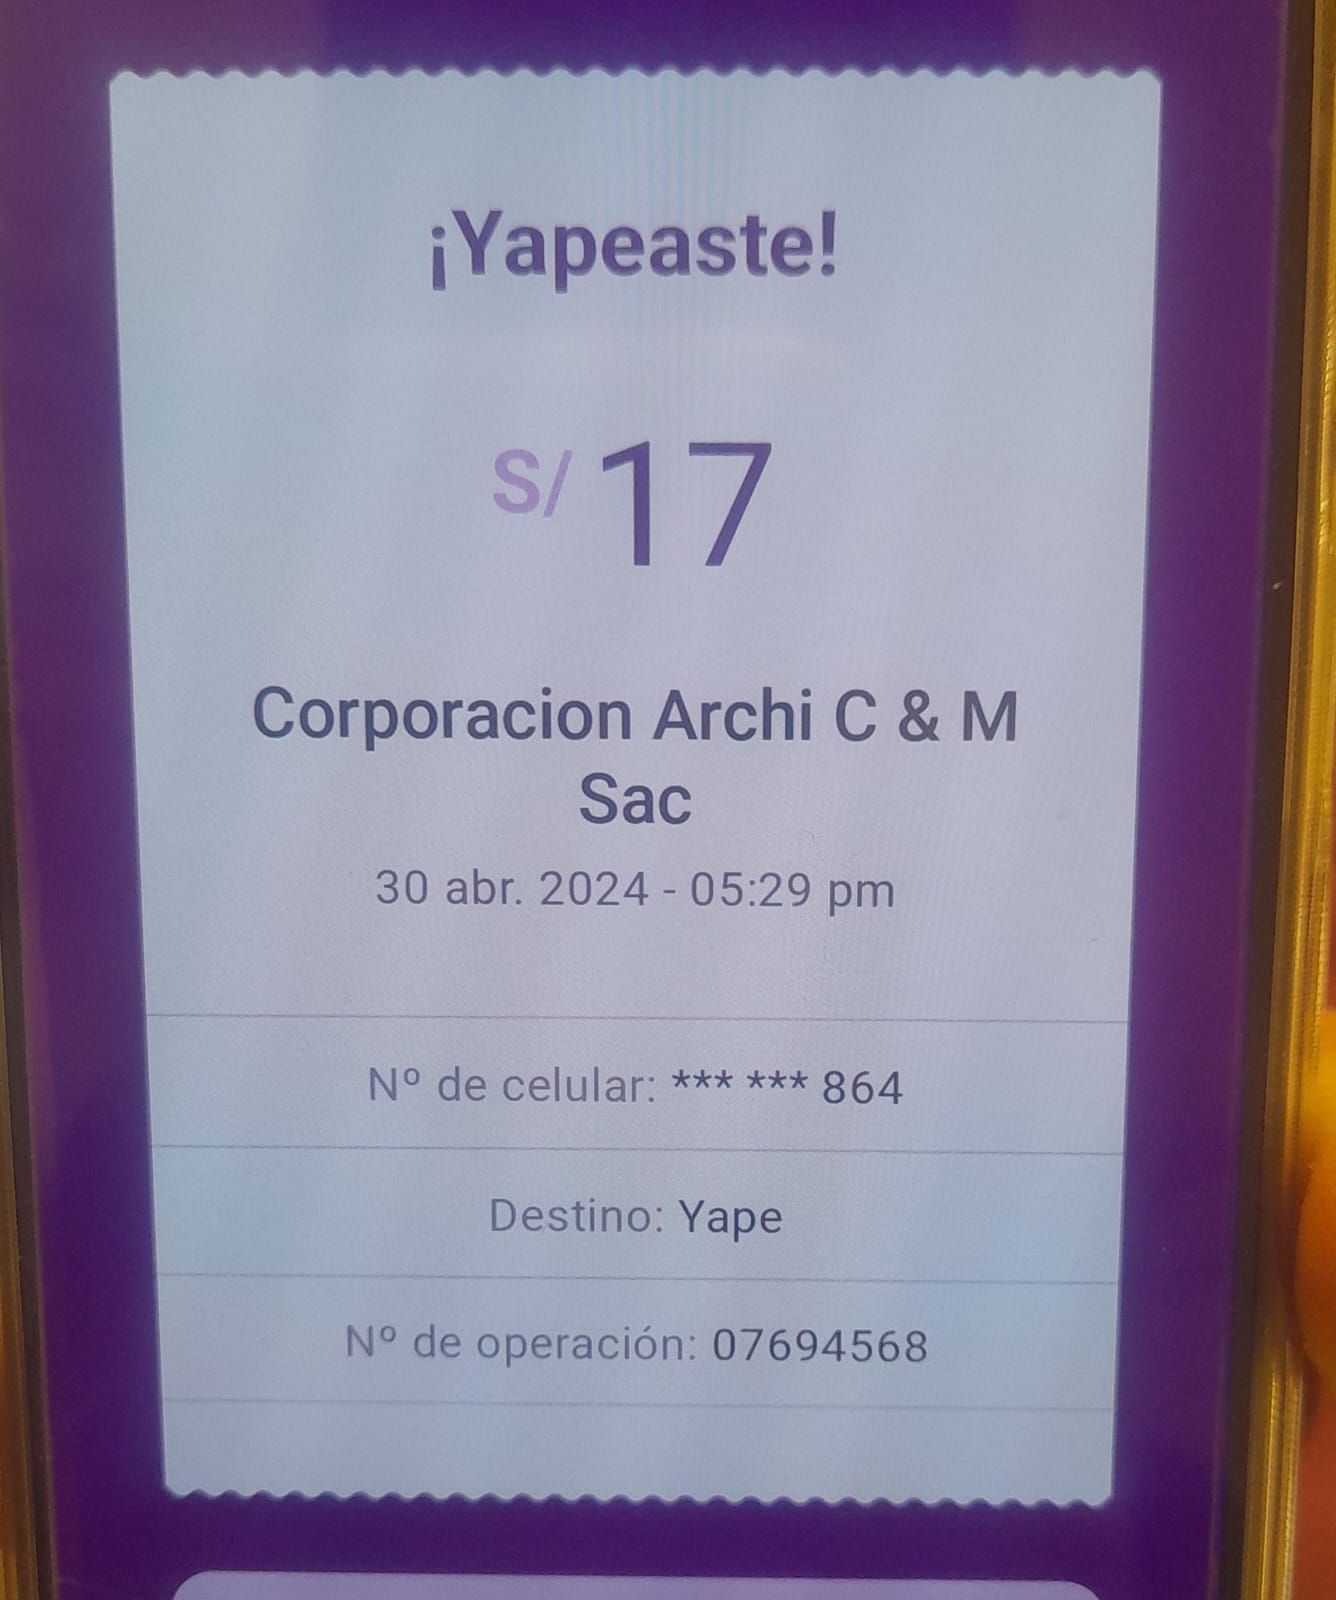 ¡Yapeaste!
S/ 17
Corporacion Archi C & M
Sac
30 abr. 2024 - 05:29 pm
Nº de celular: *** *** 864
Destino: Yape
Nº de operación: 07694568